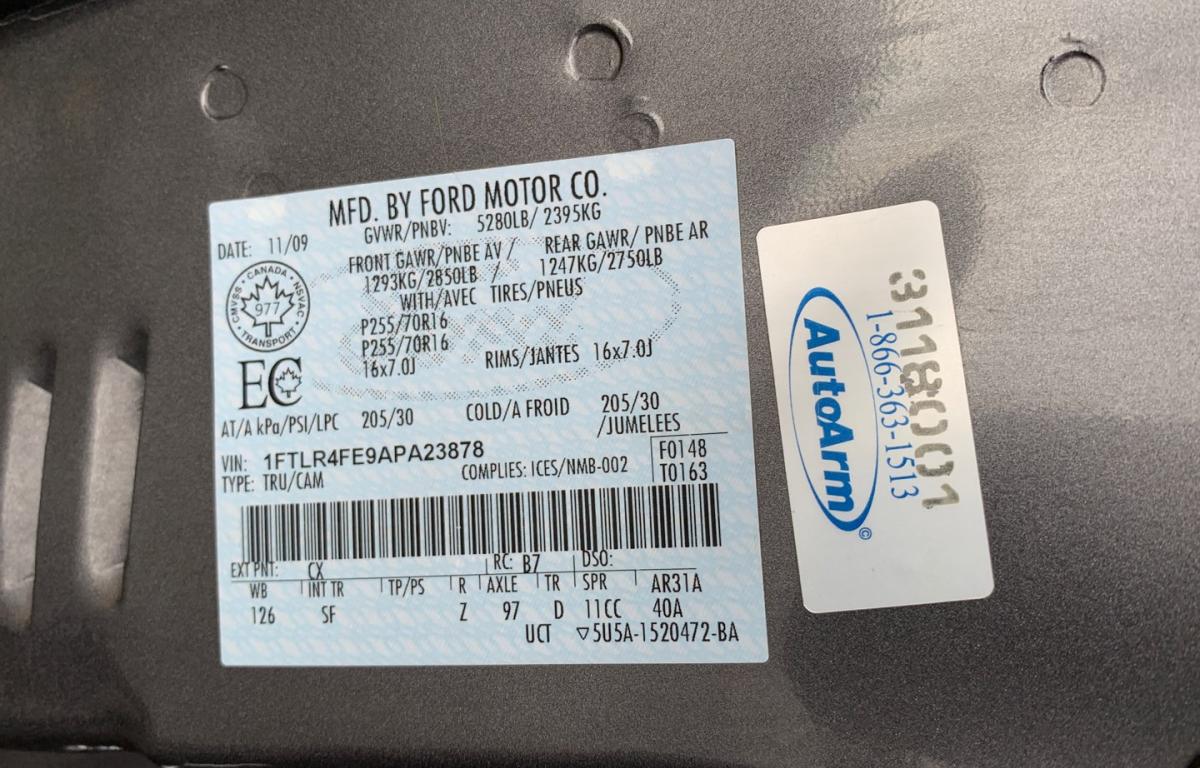 MFD. BY FORD MOTOR CO.
DATE: 11/09
GVWR/PNBV: 5280LB/ 2395KG
FRONT GAWR/PNBE AV / REAR GAWR/ PNBE AR
1293KG/2850LB / 1247KG/2750LB
WITH/AVEC TIRES/PNEUS
P255/70R16
P255/70R16
16x7.0J RIMS/JANTES 16x7.0J
CANADA
CMVSS 977 NSVAC
TRANSPORT
EC
AT/A kPa/PSI/LPC 205/30 COLD/A FROID 205/30
/JUMELEES
VIN: 1FTLR4FE9APA23878
TYPE: TRU/CAM COMPLIES: ICES/NMB-002
F0148
T0163
EXT PNT: CX RC: B7 DSO:
WB INT TR TP/PS R AXLE TR SPR AR31A
126 SF Z 97 D 11CC 40A
UCT ▽5U5A-1520472-BA
31180001
1-866-363-1513
AutoArm©